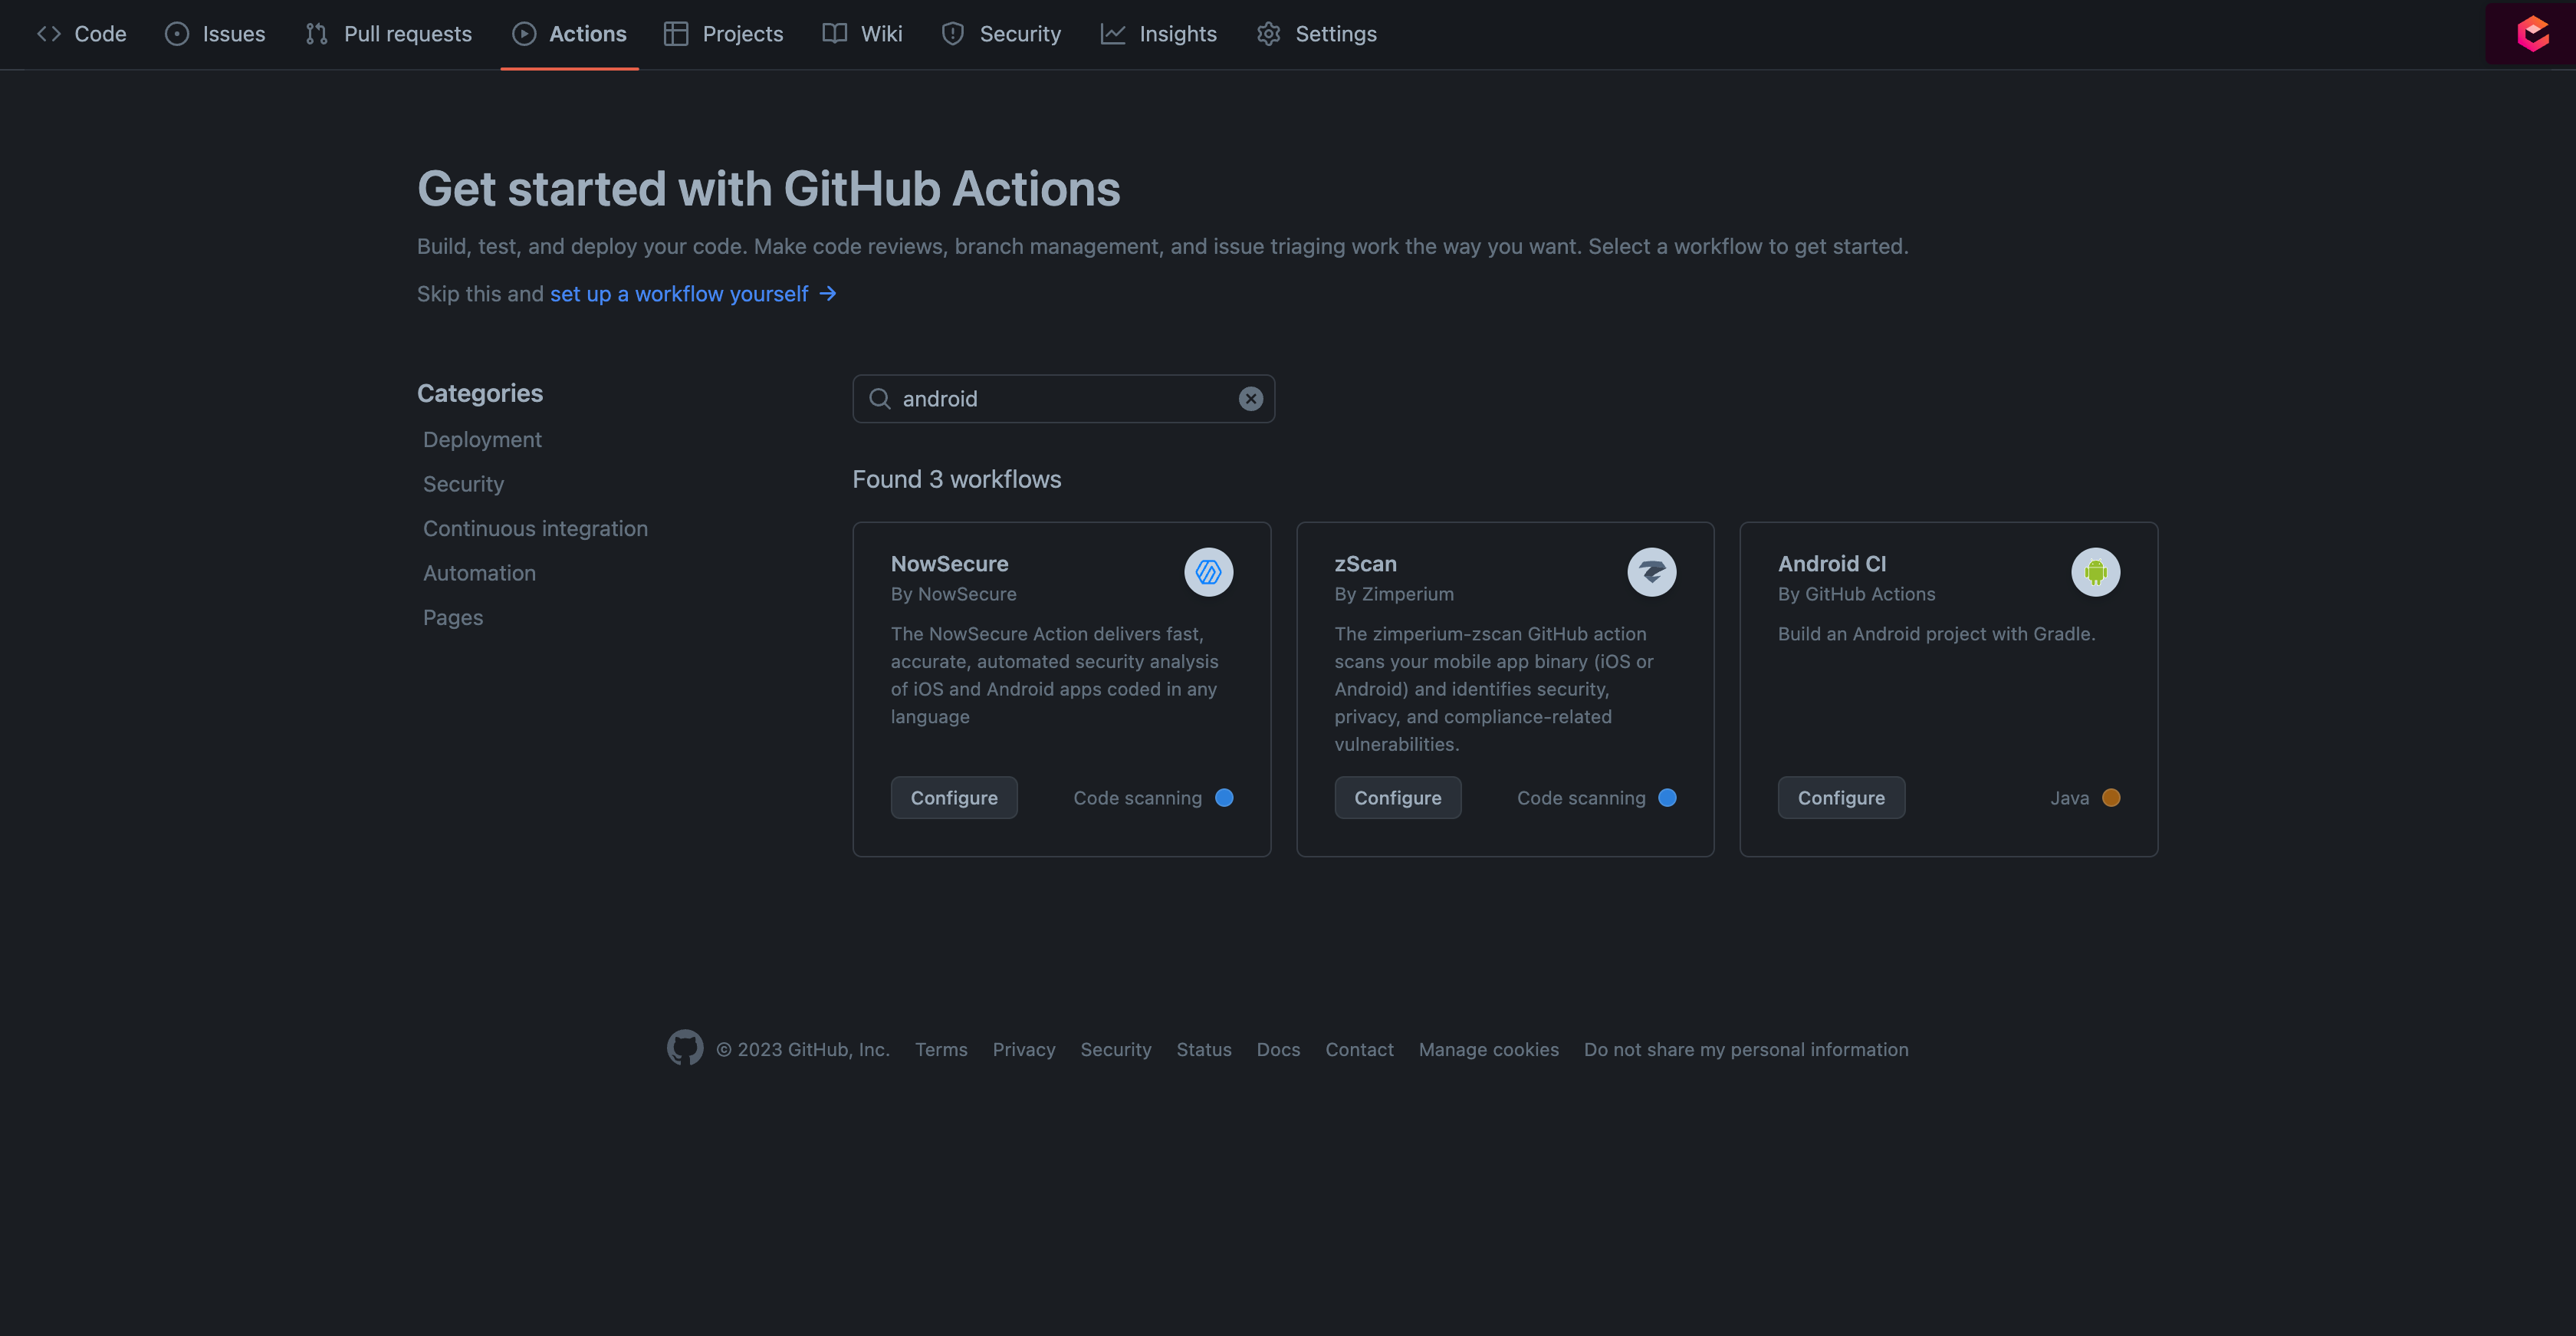 Code Issues Pull requests Actions Projects Wiki Security Insights Settings
Get started with GitHub Actions
Build, test, and deploy your code. Make code reviews, branch management, and issue triaging work the way you want. Select a workflow to get started.
Skip this and set up a workflow yourself →
Categories
Deployment
Security
Continuous integration
Automation
Pages
android
Found 3 workflows
NowSecure
By NowSecure
The NowSecure Action delivers fast,
accurate, automated security analysis
of iOS and Android apps coded in any
language
Configure Code scanning
zScan
By Zimperium
The zimperium-zscan GitHub action
scans your mobile app binary (iOS or
Android) and identifies security,
privacy, and compliance-related
vulnerabilities.
Configure Code scanning
Android CI
By GitHub Actions
Build an Android project with Gradle.
Configure Java
© 2023 GitHub, Inc. Terms Privacy Security Status Docs Contact Manage cookies Do not share my personal information